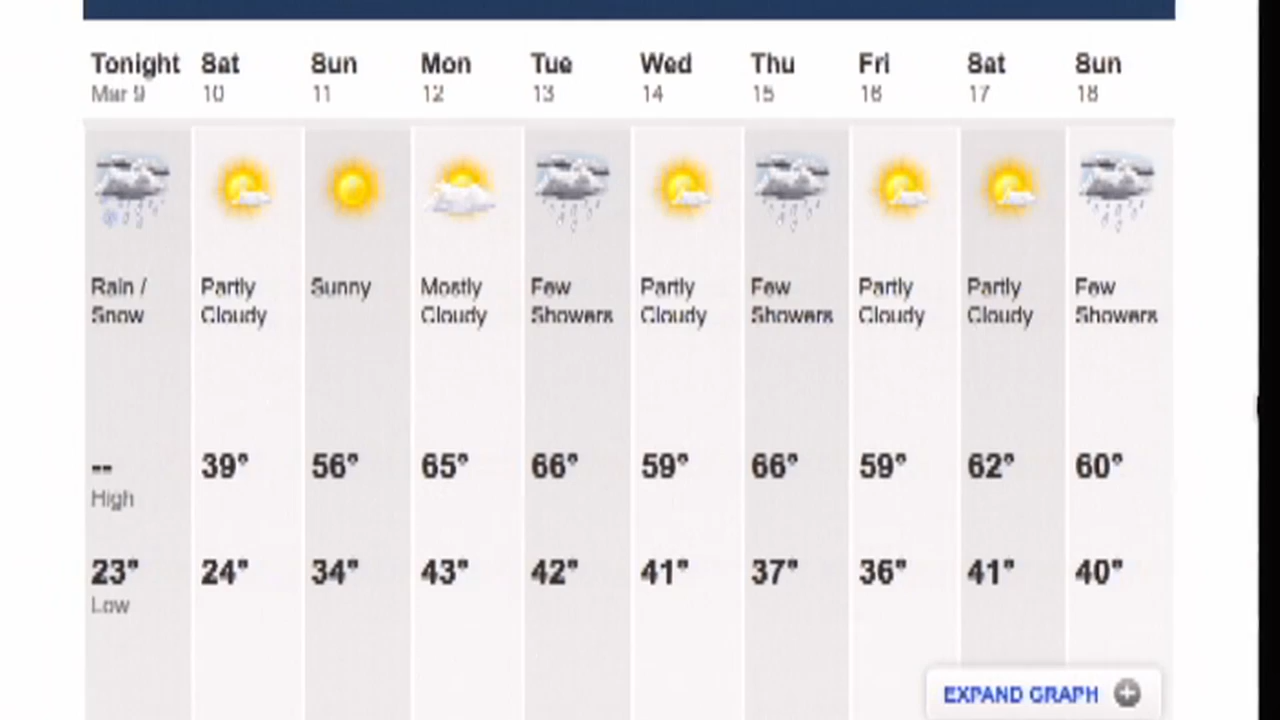 Tonight Sat Sun Mon Tue Wed Thu Fri Sat Sun
Mar 9 10 11 12 13 14 15 16 17 18
Rain / Partly Sunny Mostly Few Partly Few Partly Partly Few
Snow Cloudy Cloudy Showers Cloudy Showers Cloudy Cloudy Showers
-- 39° 56° 65° 66° 59° 66° 59° 62° 60°
High
23° 24° 34° 43° 42° 41° 37° 36° 41° 40°
Low
EXPAND GRAPH